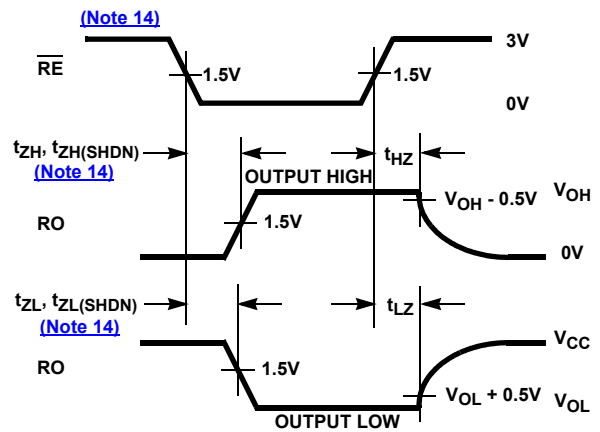 (Note 14)
3V
RE
1.5V
1.5V
0V
tZH, tZH(SHDN)
(Note 14)
tHZ
OUTPUT HIGH
VOH - 0.5V
VOH
RO
1.5V
0V
tZL, tZL(SHDN)
(Note 14)
tLZ
VCC
RO
1.5V
VOL + 0.5V
VOL
OUTPUT LOW